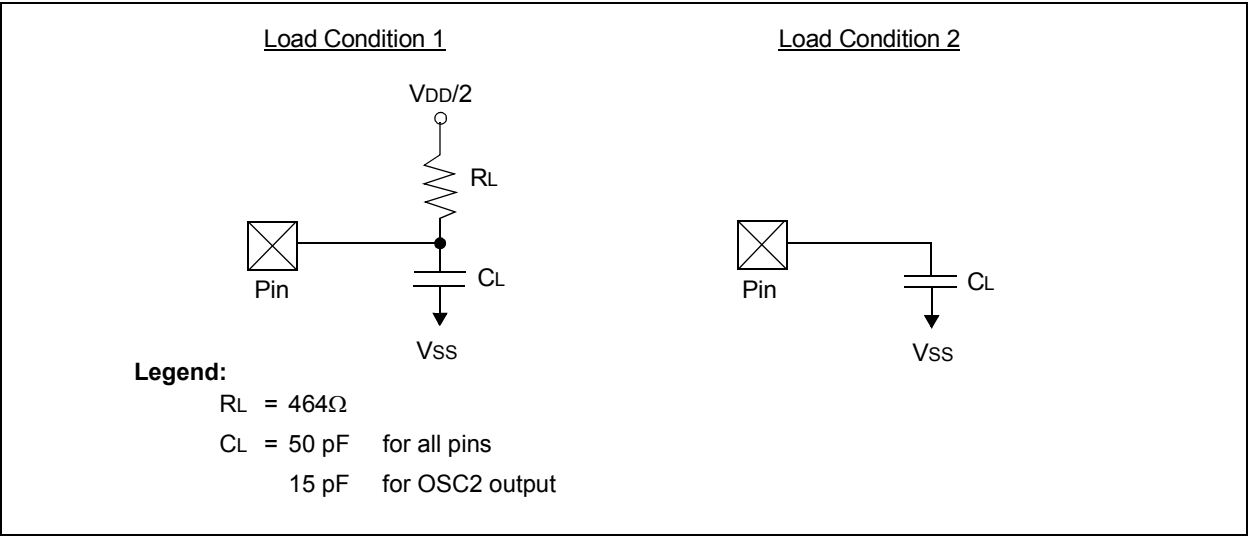 Load Condition 1
VDD/2
RL
Pin
CL
VSS
Load Condition 2
Pin
CL
VSS
Legend:
RL = 464Ω
CL = 50 pF for all pins
15 pF for OSC2 output